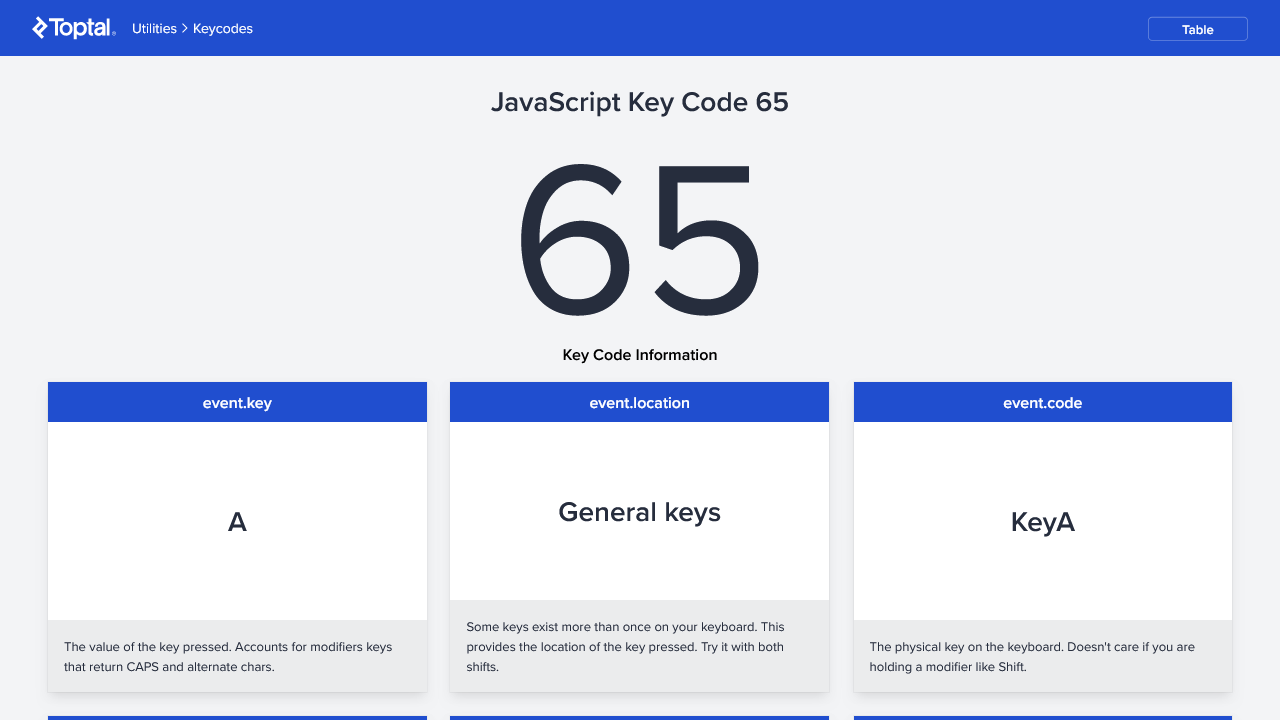 Toptal® Utilities > Keycodes Table
JavaScript Key Code 65
65
Key Code Information
event.key
A
The value of the key pressed. Accounts for modifiers keys
that return CAPS and alternate chars.
event.location
General keys
Some keys exist more than once on your keyboard. This
provides the location of the key pressed. Try it with both
shifts.
event.code
KeyA
The physical key on the keyboard. Doesn't care if you are
holding a modifier like Shift.